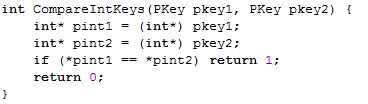 int CompareIntKeys(PKey pkey1, PKey pkey2) {
    int* pint1 = (int*) pkey1;
    int* pint2 = (int*) pkey2;
    if (*pint1 == *pint2) return 1;
    return 0;
}